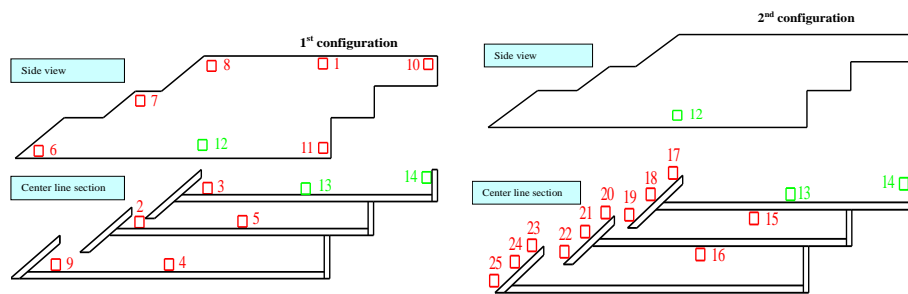 1st configuration
Side view
8 1 10
7
6 12 11
Center line section
3 13 14
2 5
9 4
2nd configuration
Side view
12
Center line section
17
18 13 14
20 19 15
21
23 22 16
24
25